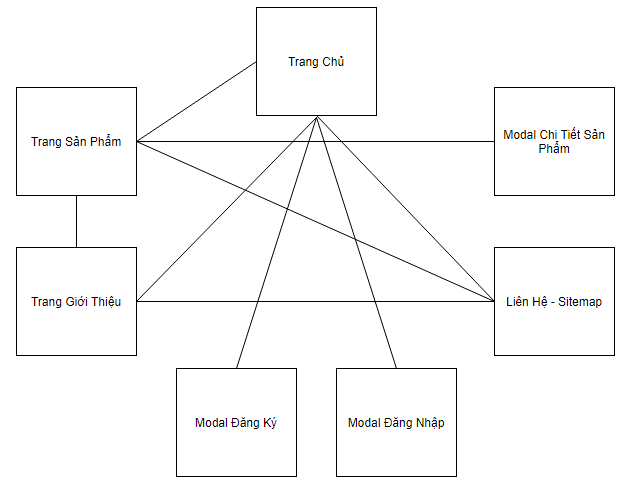 Trang Chủ
Trang Sản Phẩm
Modal Chi Tiết Sản
Phẩm
Trang Giới Thiệu
Liên Hệ - Sitemap
Modal Đăng Ký
Modal Đăng Nhập